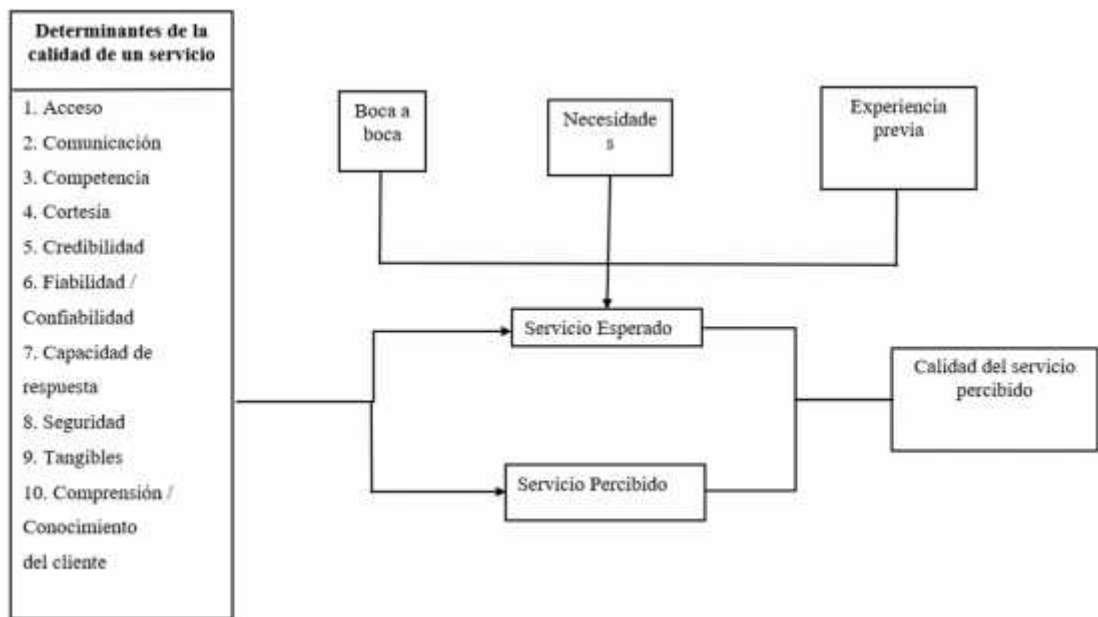 Determinantes de la
calidad de un servicio
1. Acceso
2. Comunicación
3. Competencia
4. Cortesía
5. Credibilidad
6. Fiabilidad /
Confiabilidad
7. Capacidad de
respuesta
8. Seguridad
9. Tangibles
10. Comprensión /
Conocimiento
del cliente
Boca a
boca
Necesidade
s
Experiencia
previa
Servicio Esperado
Servicio Percibido
Calidad del servicio
percibido